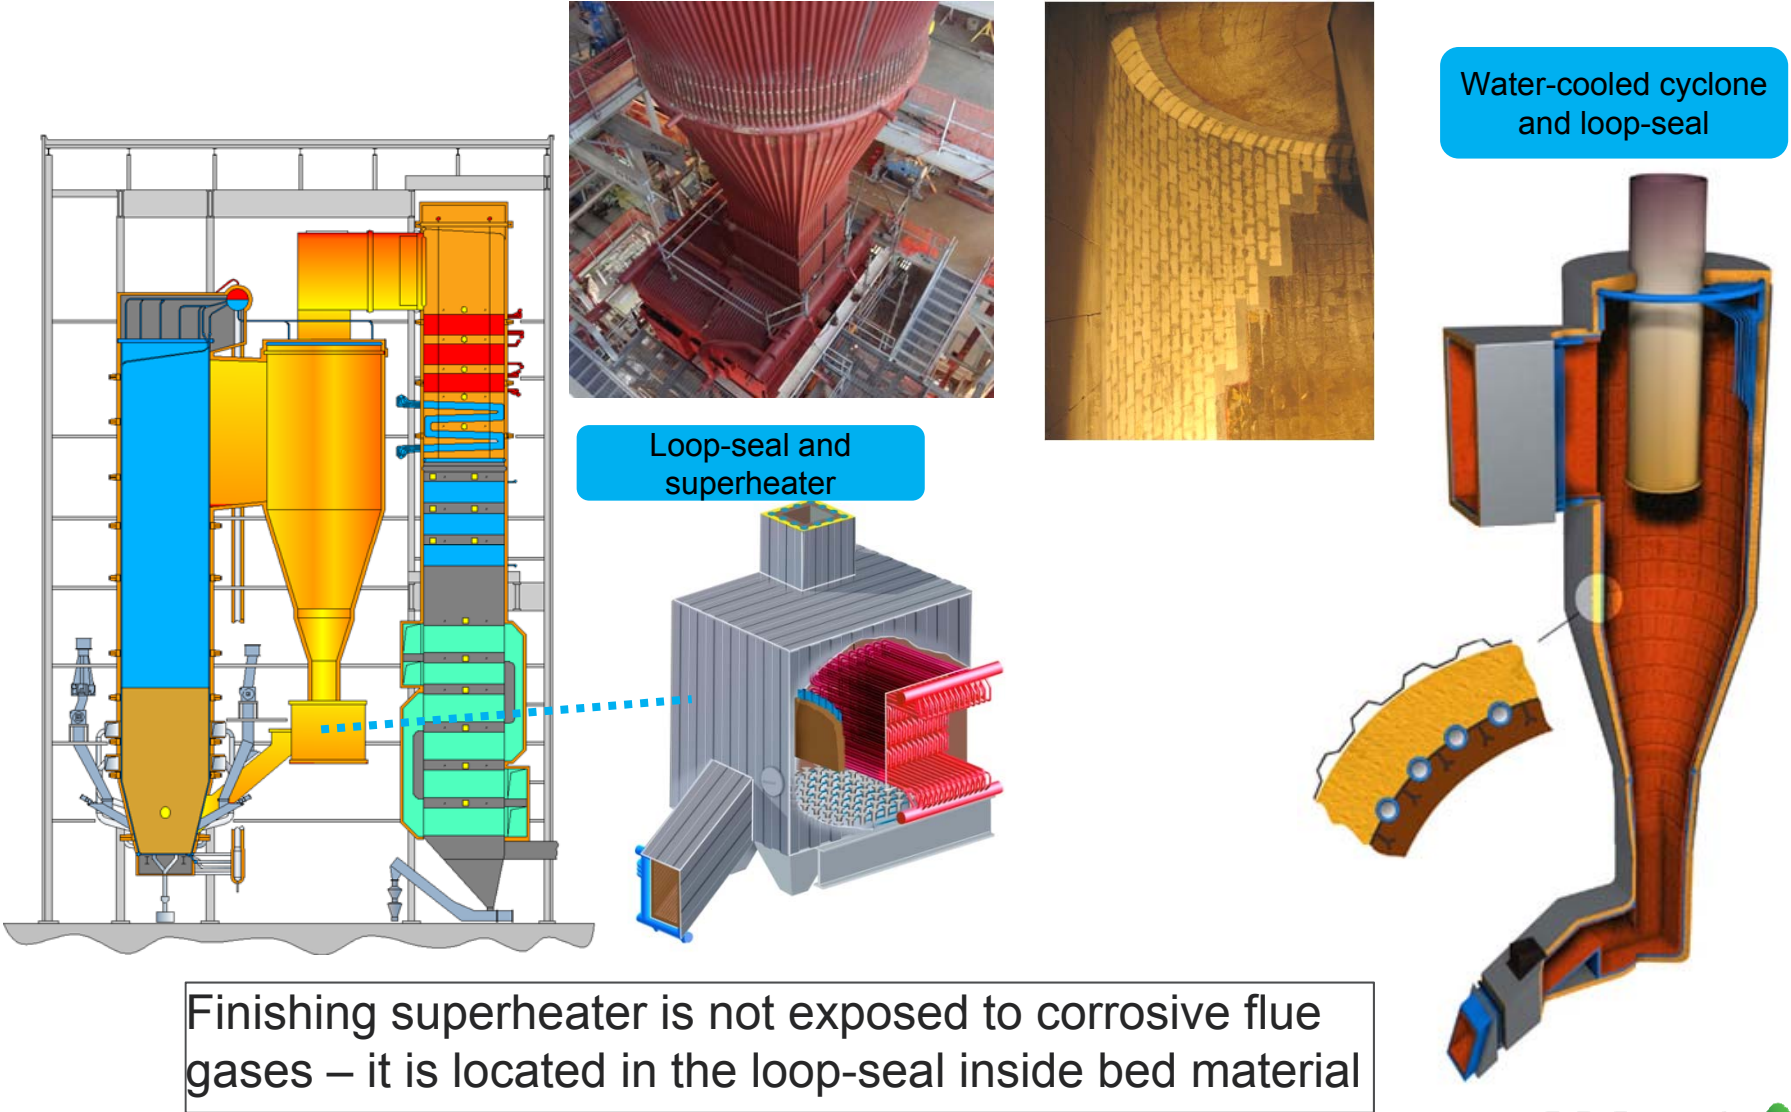 Water-cooled cyclone
and loop-seal
Loop-seal and
superheater
Finishing superheater is not exposed to corrosive flue
gases – it is located in the loop-seal inside bed material